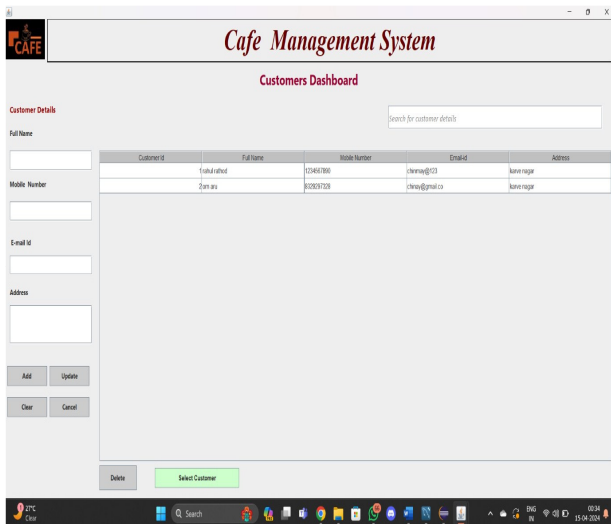 CAFE
Cafe Management System
Customers Dashboard
Customer Details
Search for customer details
Full Name
Customer Id Full Name Mobile Number Email-id Address
1 rahul rathod 1234567890 chinmay@123 karve nagar
2 om aru 9329297328 chinay@gmail.co karve nagar
Mobile Number
E-mail Id
Address
Add Update
Clear Cancel
Delete Select Customer
27°C
Clear
Search
ENG
IN
00:34
15-04-2024